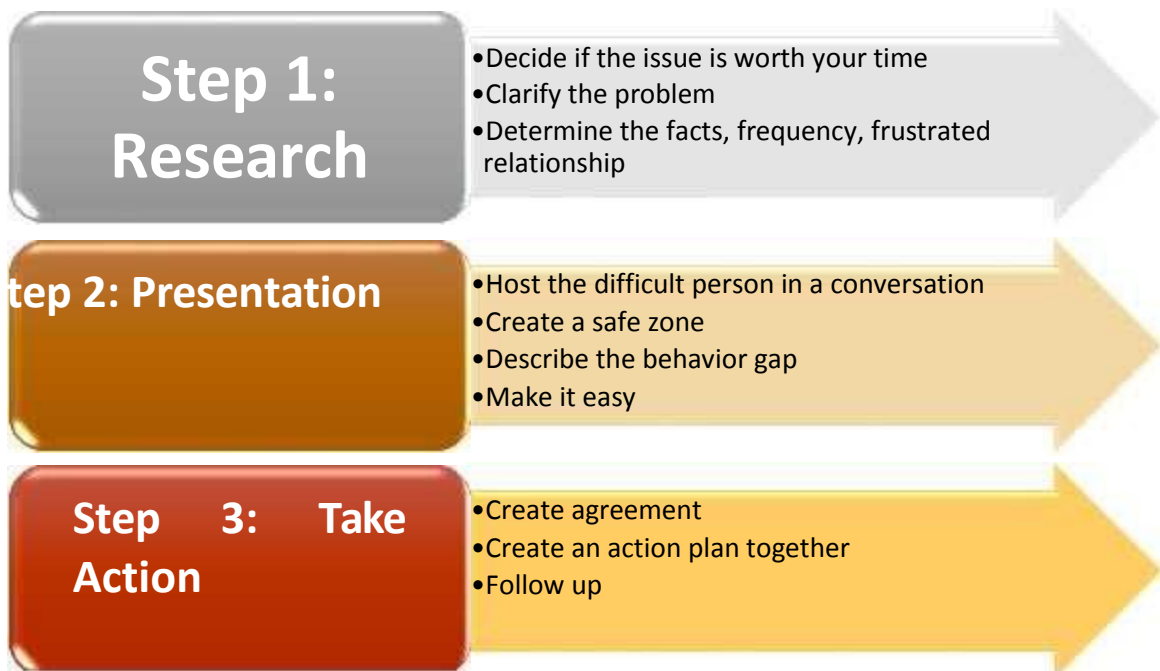 Step 1:
Research
•Decide if the issue is worth your time
•Clarify the problem
•Determine the facts, frequency, frustrated
relationship
tep 2: Presentation
•Host the difficult person in a conversation
•Create a safe zone
•Describe the behavior gap
•Make it easy
Step 3: Take
Action
•Create agreement
•Create an action plan together
•Follow up